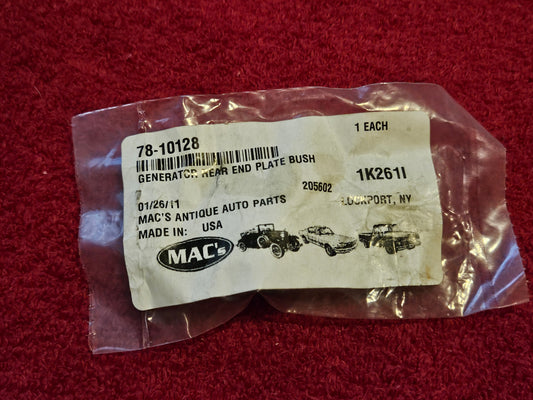 78-10128
1 EACH
GENERATOR REAR END PLATE BUSH
205602
1K261I
01/26/11
LOCKPORT, NY
MAC'S ANTIQUE AUTO PARTS
MADE IN: USA
MAC's